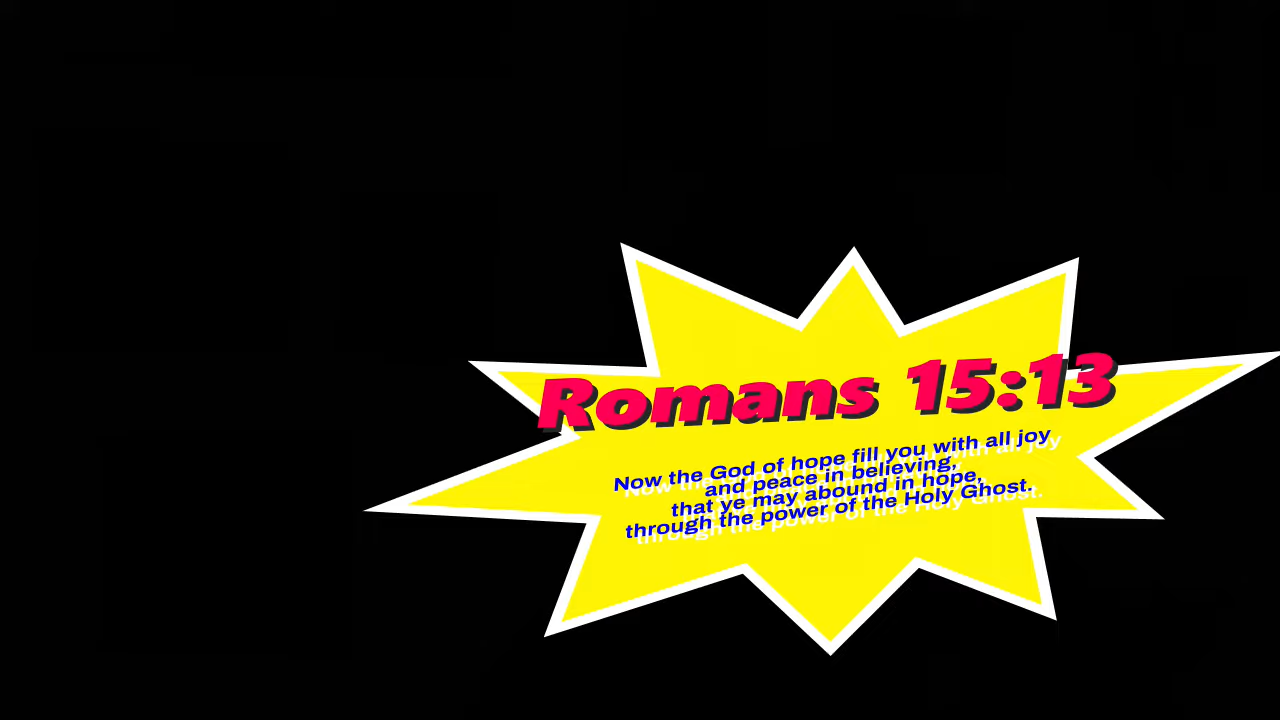 Romans 15:13
Now the God of hope fill you with all joy
and peace in believing,
that ye may abound in hope,
through the power of the Holy Ghost.